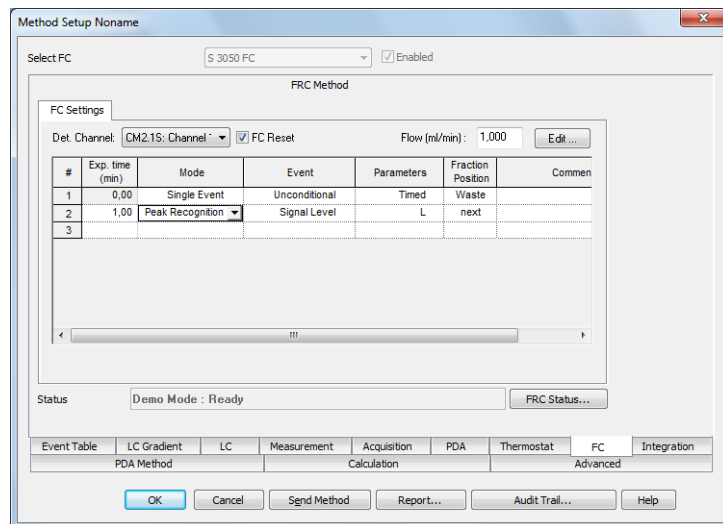 Method Setup Noname
Select FC S 3050 FC Enabled
FRC Method
FC Settings
Det. Channel: CM2.1S: Channel FC Reset Flow (ml/min) : 1,000 Edit ...
# Exp. time (min) Mode Event Parameters Fraction Position Commen
1 0,00 Single Event Unconditional Timed Waste
2 1,00 Peak Recognition Signal Level L next
3
Status Demo Mode : Ready FRC Status...
Event Table LC Gradient LC Measurement Acquisition PDA Thermostat FC Integration
PDA Method Calculation Advanced
OK Cancel Send Method Report... Audit Trail... Help